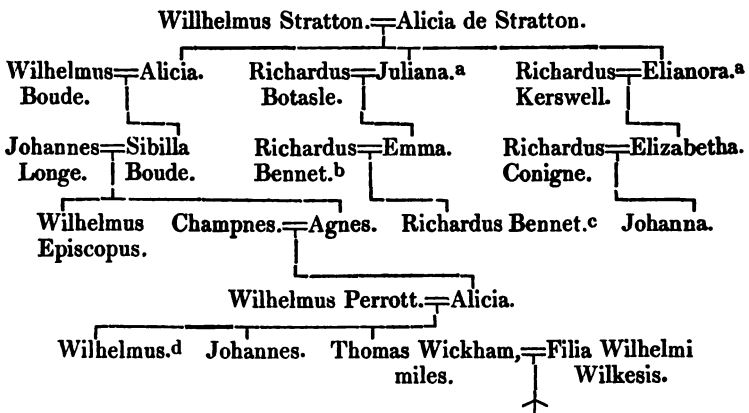 Willhelmus Stratton.=Alicia de Stratton.
Wilhelmus=Alicia. Richardus=Juliana.a Richardus=Elianora.a
Boude. Botasle. Kerswell.
Johannes=Sibilla Richardus=Emma. Richardus=Elizabetha.
Longe. Boude. Bennet.b Conigne.
Wilhelmus Champnes.=Agnes. Richardus Bennet.c Johanna.
Episcopus.
Wilhelmus Perrott.=Alicia.
Wilhelmus.d Johannes. Thomas Wickham,=Filia Wilhelmi
miles. Wilkesis.